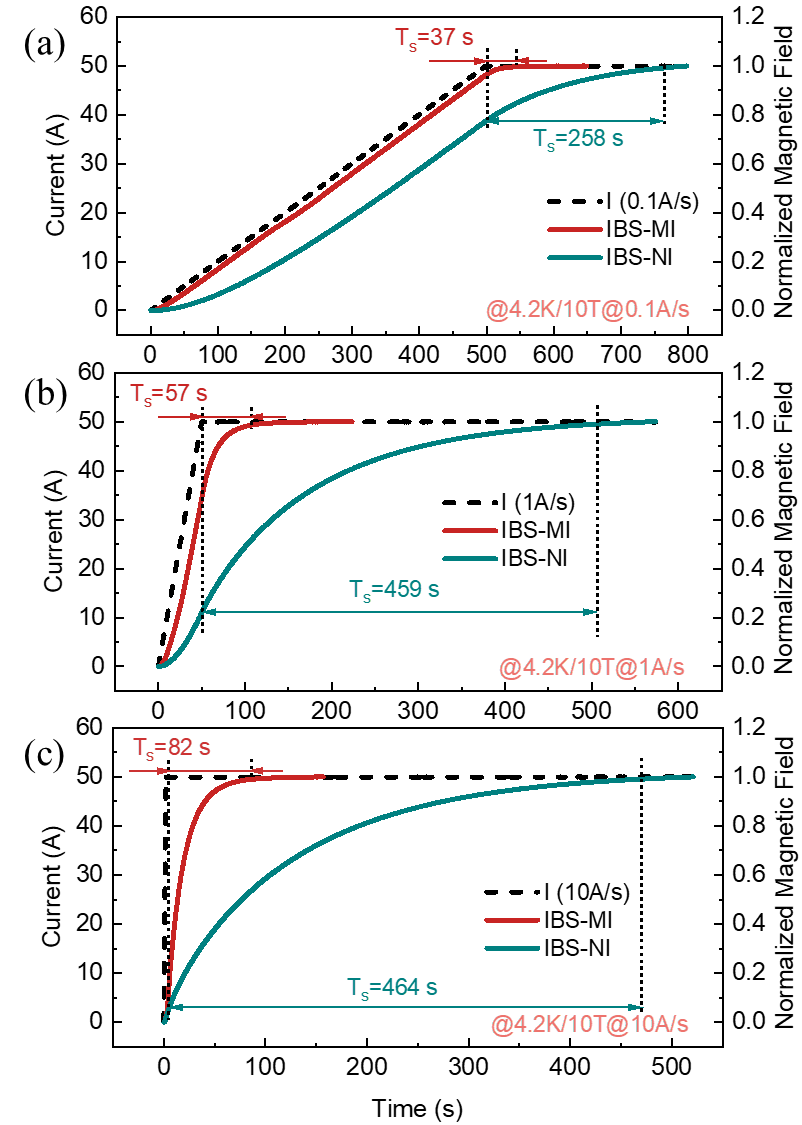 (a)
60
50
40
30
20
10
0
Current (A)
1.2
1.0
0.8
0.6
0.4
0.2
0.0
Normalized Magnetic Field
Ts=37 s
Ts=258 s
I (0.1A/s)
IBS-MI
IBS-NI
@4.2K/10T@0.1A/s
0 100 200 300 400 500 600 700 800
(b)
60
50
40
30
20
10
0
Current (A)
1.2
1.0
0.8
0.6
0.4
0.2
0.0
Normalized Magnetic Field
Ts=57 s
I (1A/s)
IBS-MI
IBS-NI
Ts=459 s
@4.2K/10T@1A/s
0 100 200 300 400 500 600
(c)
60
50
40
30
20
10
0
Current (A)
1.2
1.0
0.8
0.6
0.4
0.2
0.0
Normalized Magnetic Field
Ts=82 s
I (10A/s)
IBS-MI
IBS-NI
Ts=464 s
@4.2K/10T@10A/s
0 100 200 300 400 500
Time (s)